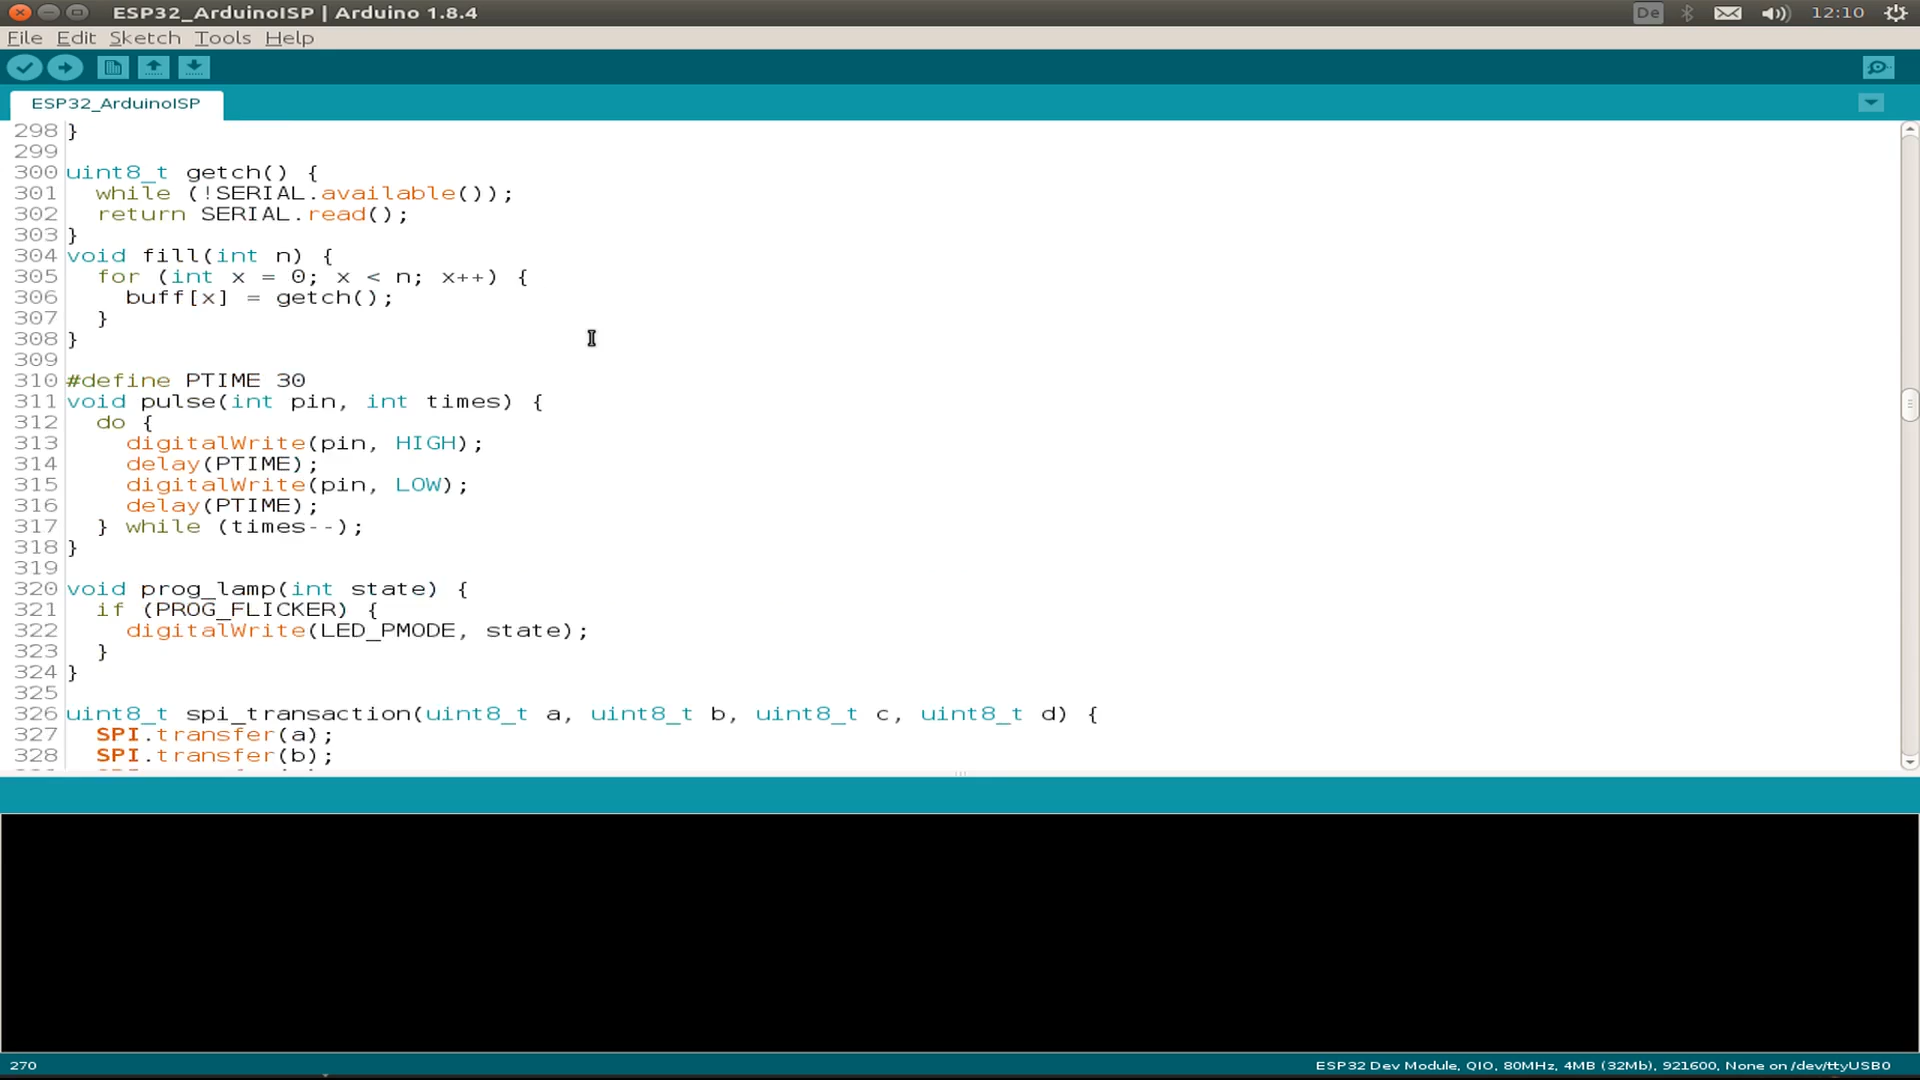 ESP32_ArduinoISP | Arduino 1.8.4
De
12:10
File Edit Sketch Tools Help
ESP32_ArduinoISP
298 }
299
300 uint8_t getch() {
301   while (!SERIAL.available());
302   return SERIAL.read();
303 }
304 void fill(int n) {
305   for (int x = 0; x < n; x++) {
306     buff[x] = getch();
307   }
308 }
309
310 #define PTIME 30
311 void pulse(int pin, int times) {
312   do {
313     digitalWrite(pin, HIGH);
314     delay(PTIME);
315     digitalWrite(pin, LOW);
316     delay(PTIME);
317   } while (times--);
318 }
319
320 void prog_lamp(int state) {
321   if (PROG_FLICKER) {
322     digitalWrite(LED_PMODE, state);
323   }
324 }
325
326 uint8_t spi_transaction(uint8_t a, uint8_t b, uint8_t c, uint8_t d) {
327   SPI.transfer(a);
328   SPI.transfer(b);
270
ESP32 Dev Module, QIO, 80MHz, 4MB (32Mb), 921600, None on /dev/ttyUSB0